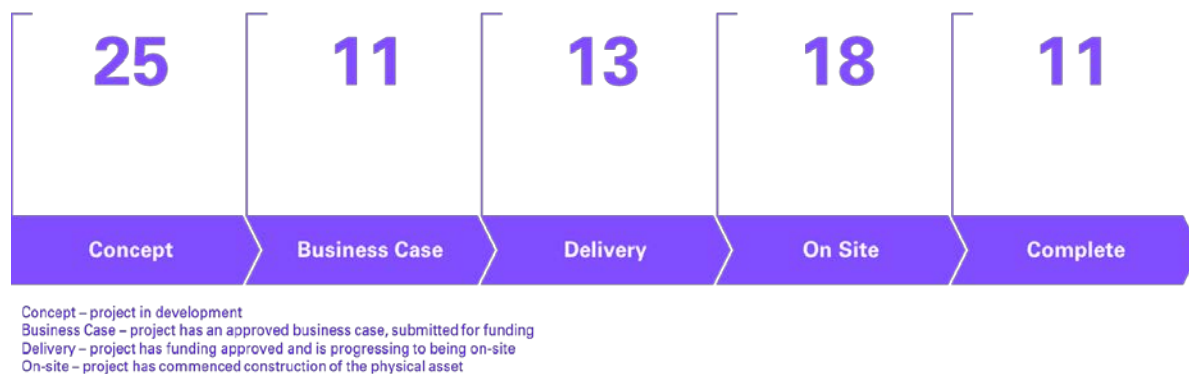 25 11 13 18 11
Concept Business Case Delivery On Site Complete
Concept – project in development
Business Case – project has an approved business case, submitted for funding
Delivery – project has funding approved and is progressing to being on-site
On-site – project has commenced construction of the physical asset